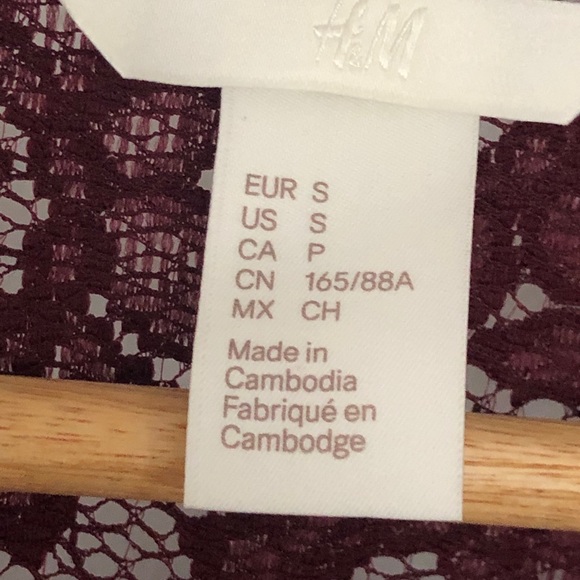 H&M
EUR S
US S
CA P
CN 165/88A
MX CH
Made in
Cambodia
Fabriqué en
Cambodge